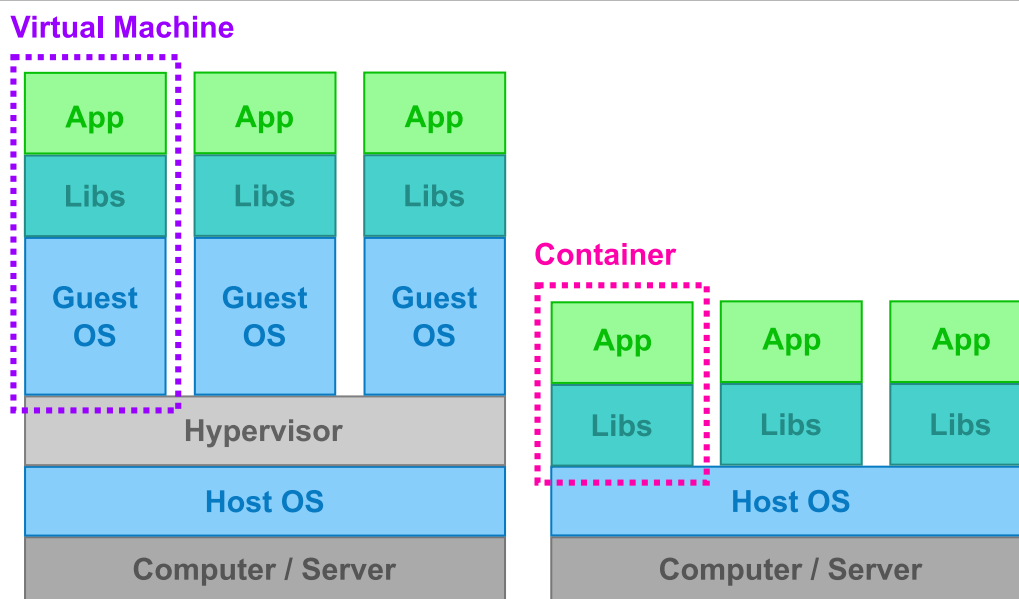 Virtual Machine
App
App
App
Libs
Libs
Libs
Guest
OS
Guest
OS
Guest
OS
Hypervisor
Host OS
Computer / Server
Container
App
App
App
Libs
Libs
Libs
Host OS
Computer / Server